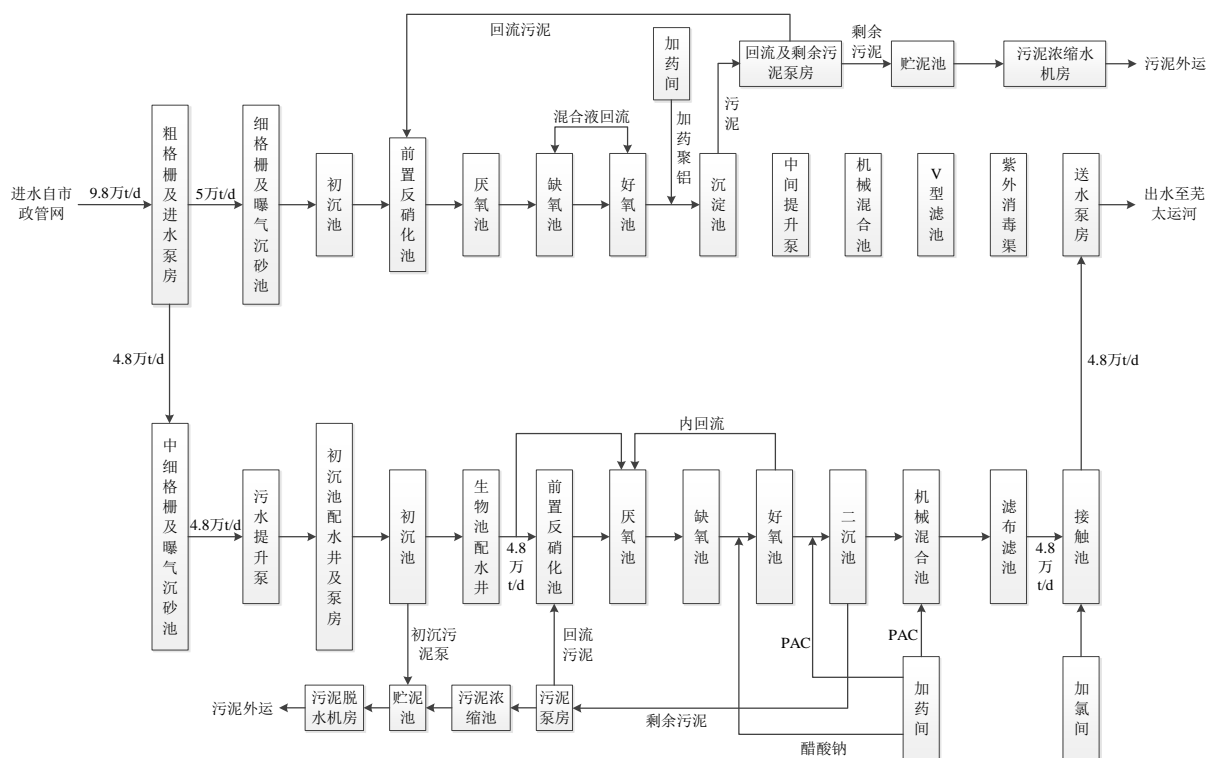 回流污泥
加药间
回流及剩余污
泥泵房
剩余
污泥
贮泥池
污泥浓缩水
机房
污泥外运
进水自市
政管网
9.8万t/d
粗格栅及进水泵房
5万t/d
细格栅及曝气沉砂池
初沉池
前置反硝化池
厌氧池
混合液回流
缺氧池
好氧池
加药聚铝
沉淀池
污泥
中间提升泵
机械混合池
V型滤池
紫外消毒渠
送水泵房
出水至芜
太运河
4.8万t/d
4.8万t/d
中细格栅及曝气沉砂池
4.8万t/d
污水提升泵
初沉池配水井及泵房
初沉池
生物池配水井
4.8万
t/d
前置反硝化池
内回流
厌氧池
缺氧池
好氧池
二沉池
机械混合池
滤布滤池
4.8万
t/d
接触池
初沉污
泥泵
回流
污泥
PAC
PAC
污泥外运
污泥脱
水机房
贮泥
池
污泥浓
缩池
污泥
泵房
剩余污泥
醋酸钠
加药间
加氯间